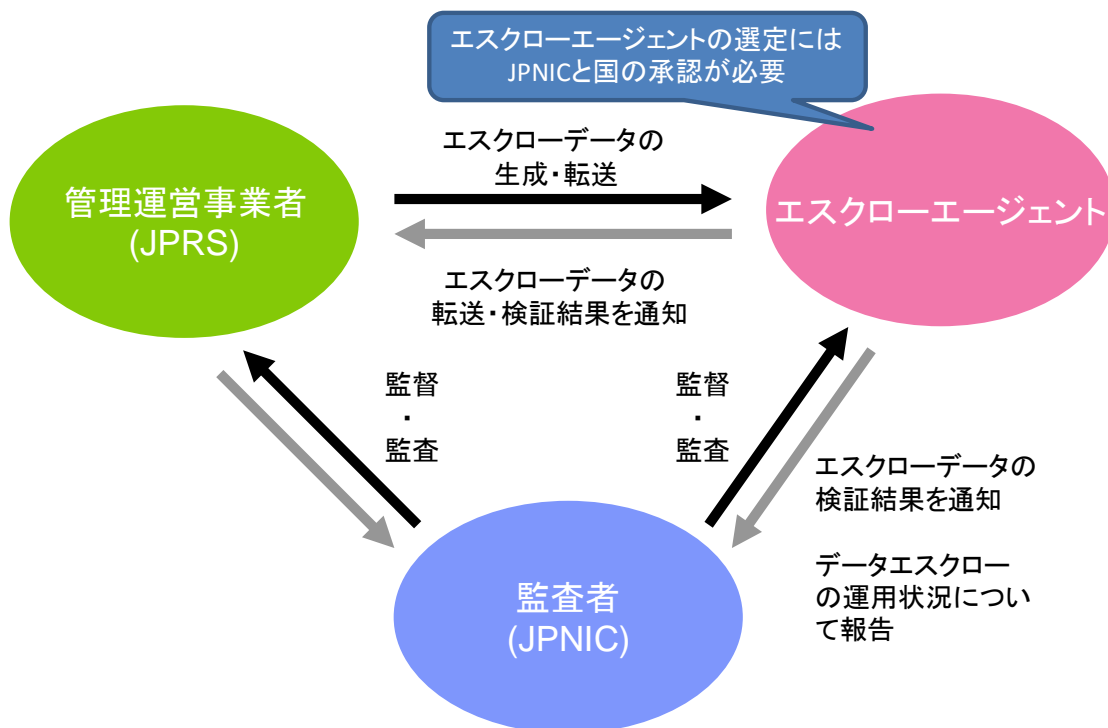 エスクローエージェントの選定には
JPNICと国の承認が必要
エスクローデータの
生成・転送
管理運営事業者
(JPRS)
エスクローエージェント
エスクローデータの
転送・検証結果を通知
監督
・
監査
監督
・
監査
エスクローデータの
検証結果を通知
データエスクロー
の運用状況につい
て報告
監査者
(JPNIC)